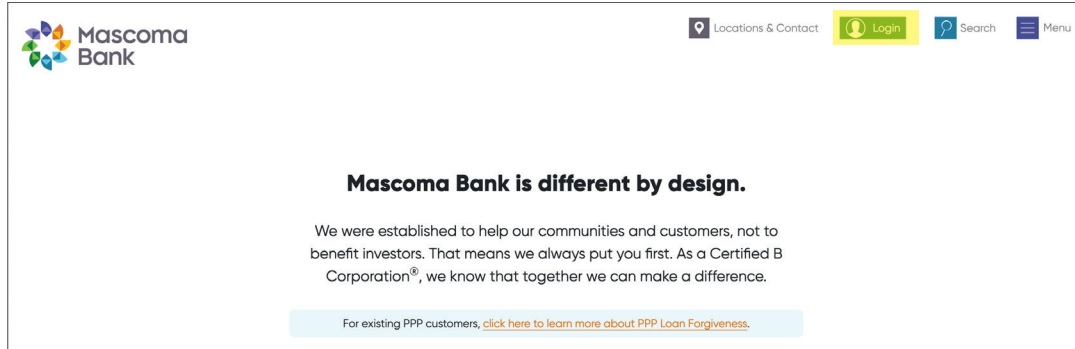 Mascoma
Bank
Locations & Contact
Login
Search
Menu
Mascoma Bank is different by design.
We were established to help our communities and customers, not to
benefit investors. That means we always put you first. As a Certified B
Corporation®, we know that together we can make a difference.
For existing PPP customers, click here to learn more about PPP Loan Forgiveness.